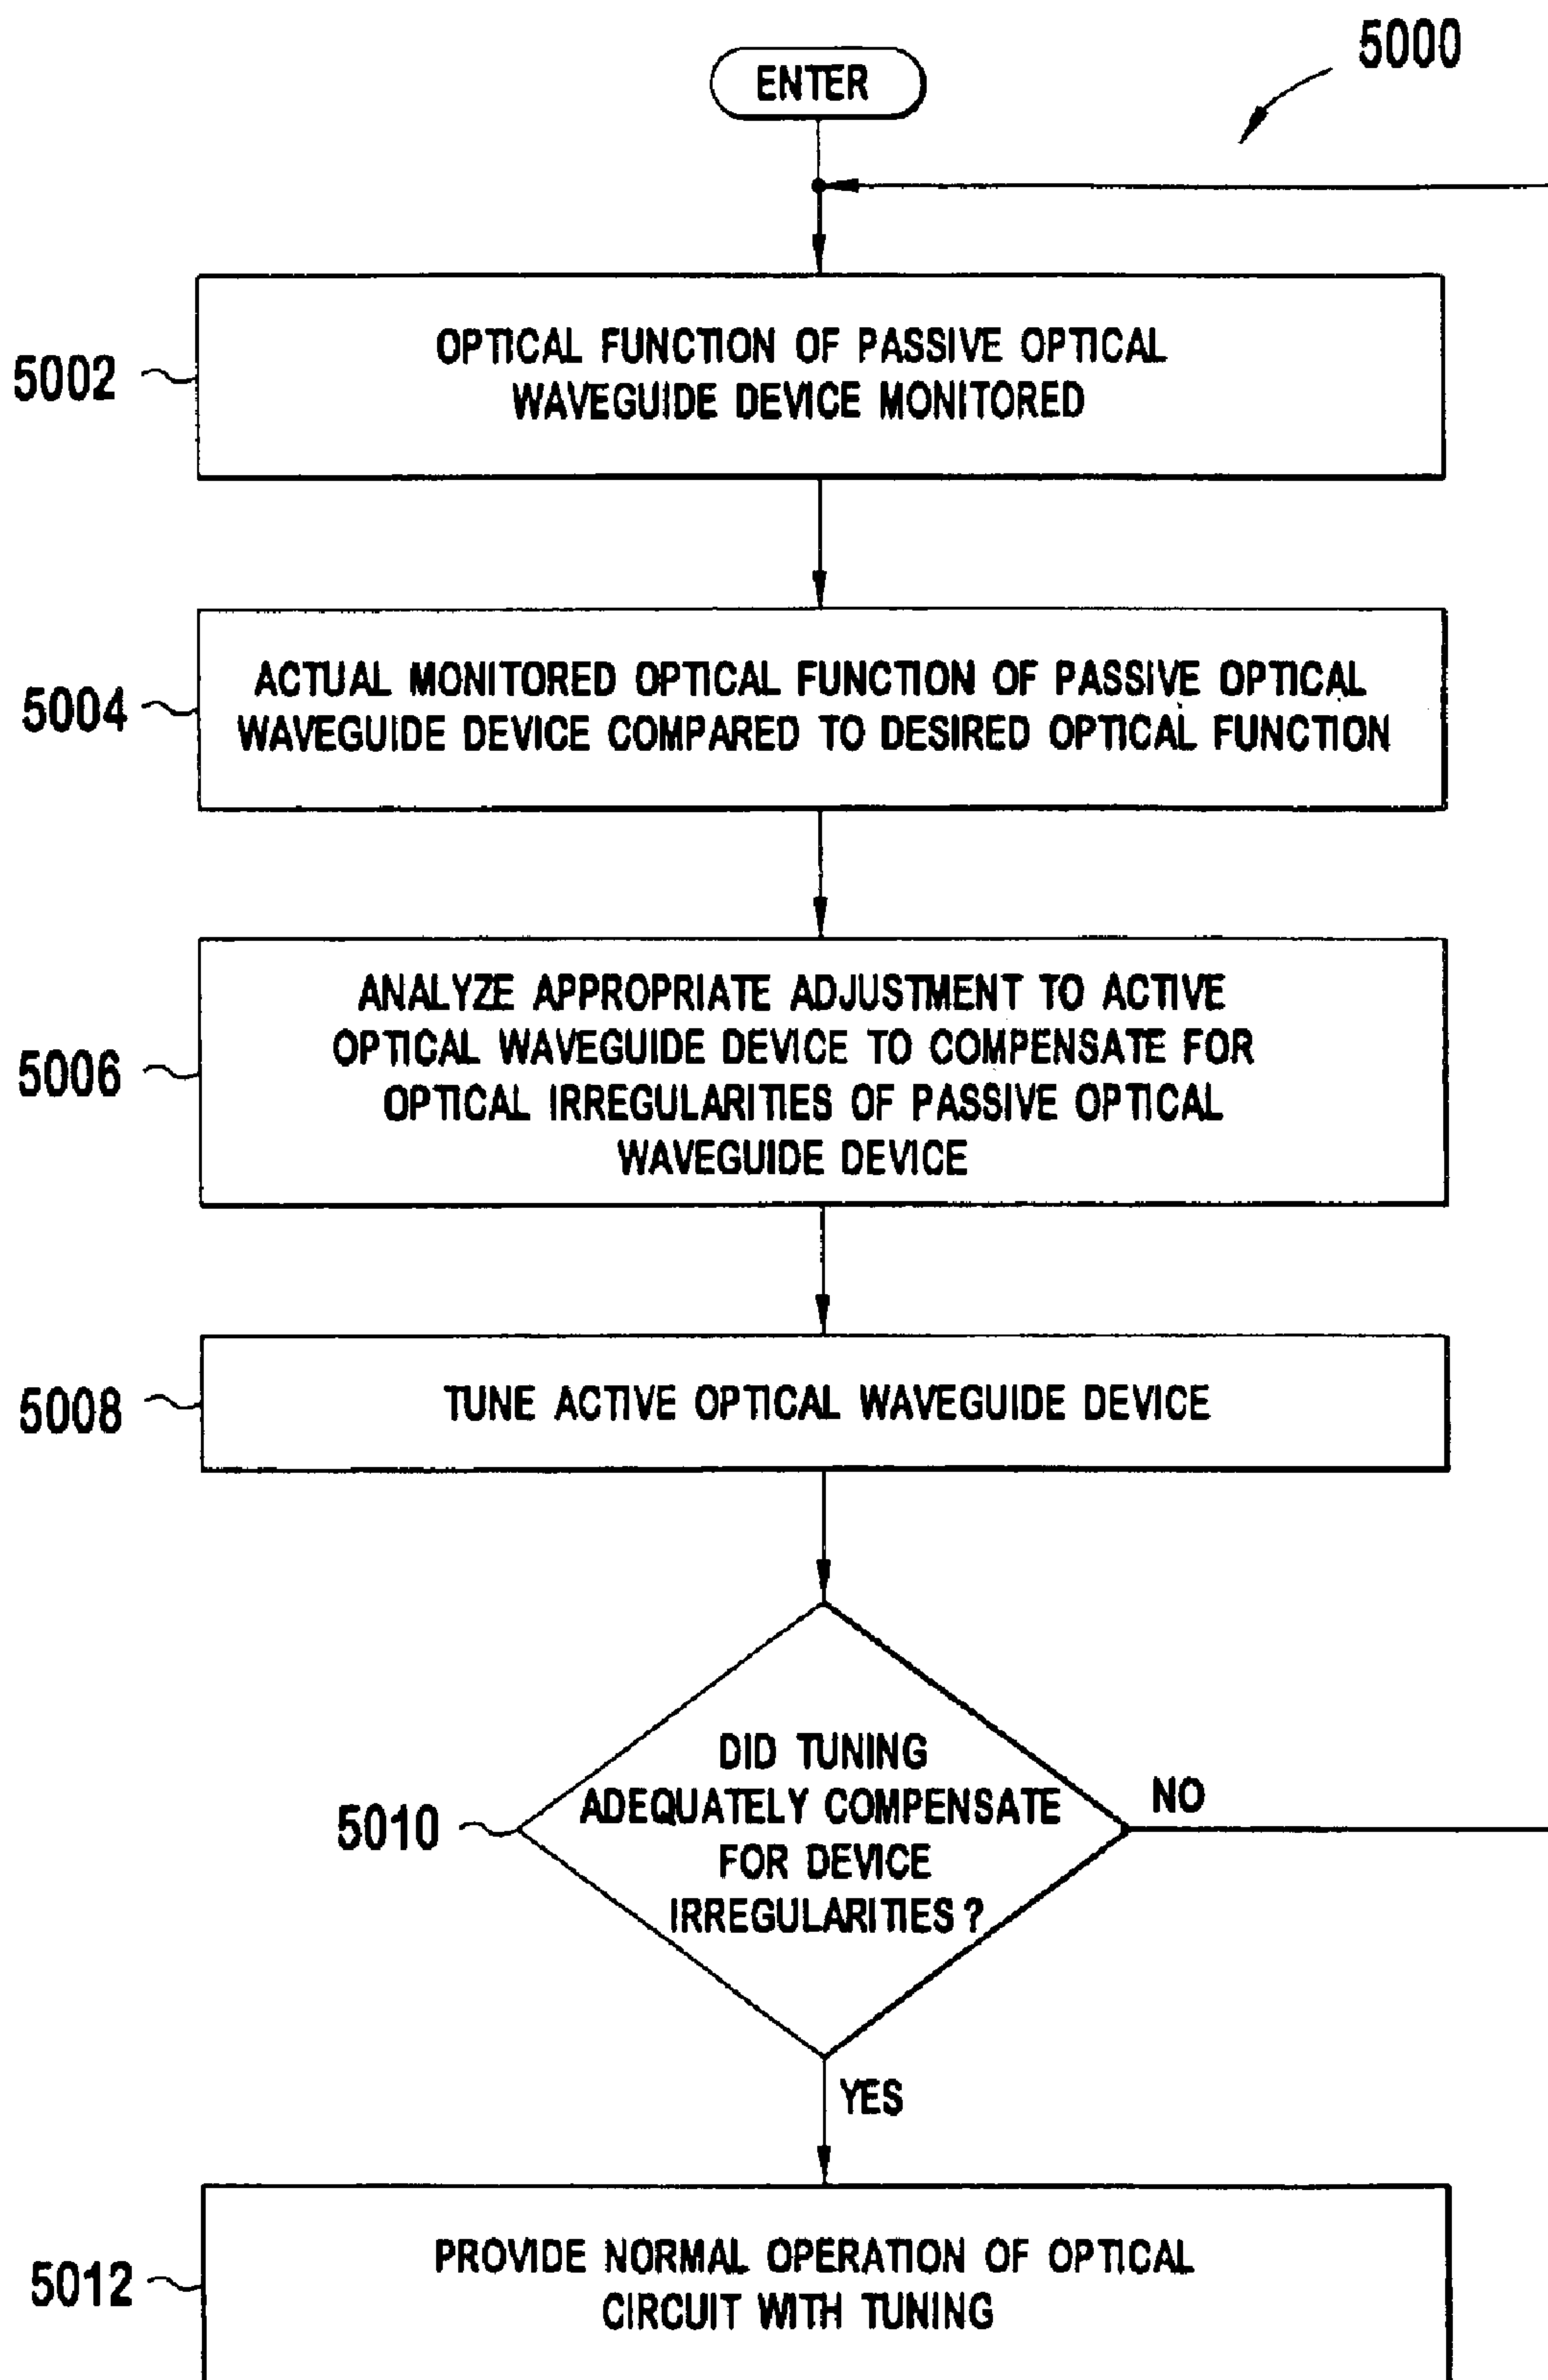 5000
ENTER
5002
OPTICAL FUNCTION OF PASSIVE OPTICAL
WAVEGUIDE DEVICE MONITORED
5004
ACTUAL MONITORED OPTICAL FUNCTION OF PASSIVE OPTICAL
WAVEGUIDE DEVICE COMPARED TO DESIRED OPTICAL FUNCTION
5006
ANALYZE APPROPRIATE ADJUSTMENT TO ACTIVE
OPTICAL WAVEGUIDE DEVICE TO COMPENSATE FOR
OPTICAL IRREGULARITIES OF PASSIVE OPTICAL
WAVEGUIDE DEVICE
5008
TUNE ACTIVE OPTICAL WAVEGUIDE DEVICE
5010
DID TUNING
ADEQUATELY COMPENSATE
FOR DEVICE
IRREGULARITIES?
NO
YES
5012
PROVIDE NORMAL OPERATION OF OPTICAL
CIRCUIT WITH TUNING